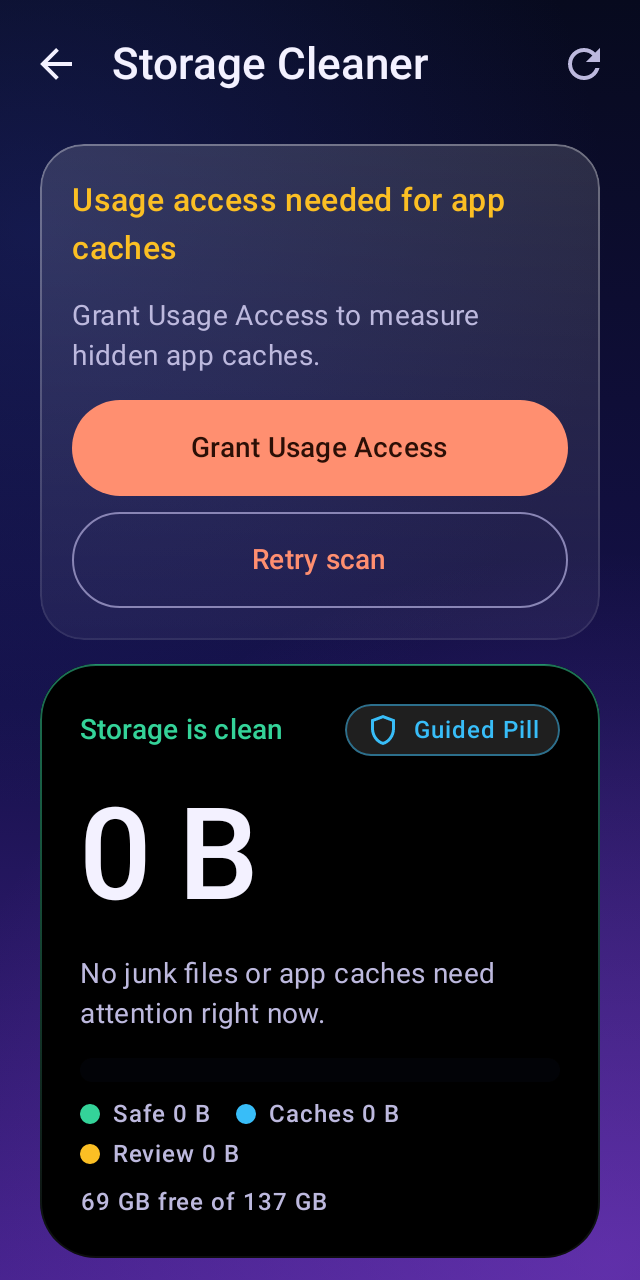 Storage Cleaner
Usage access needed for app
caches
Grant Usage Access to measure
hidden app caches.
Grant Usage Access
Retry scan
Storage is clean
Guided Pill
0 B
No junk files or app caches need
attention right now.
Safe 0 B
Caches 0 B
Review 0 B
69 GB free of 137 GB